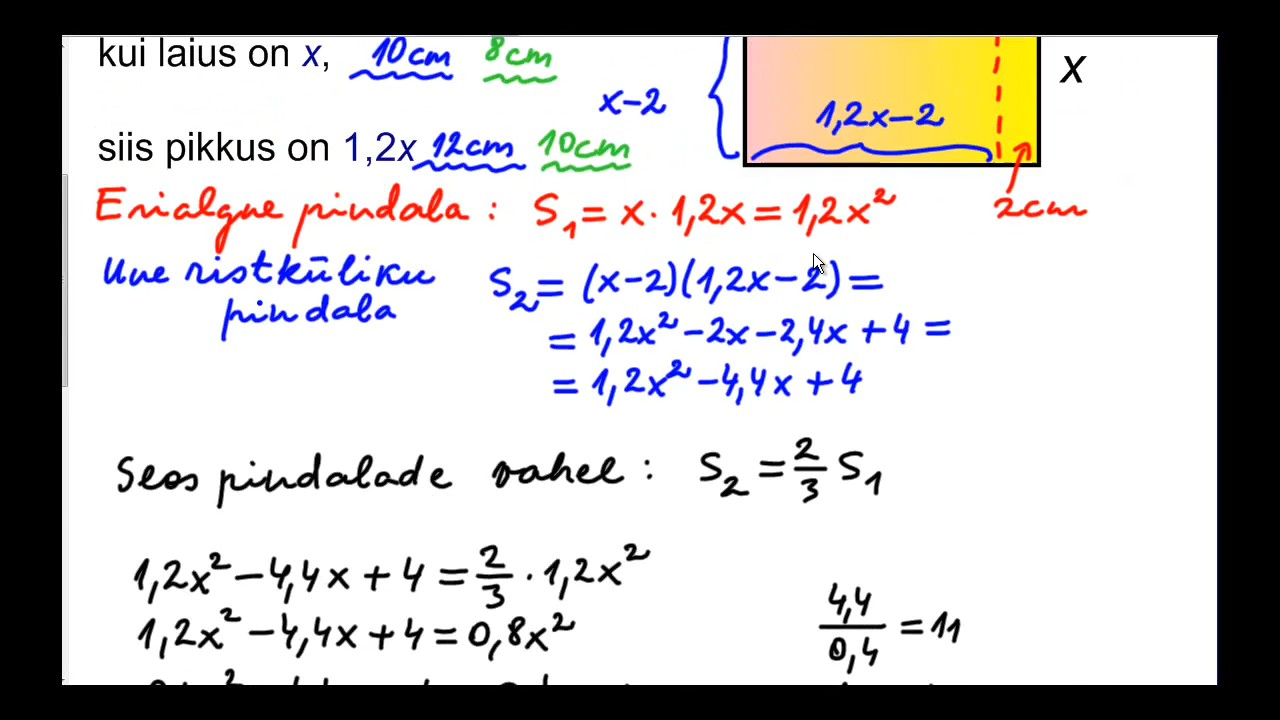 kui laius on x, 10cm 8cm
x-2
x
1,2x-2
siis pikkus on 1,2x 12cm 10cm
2cm
Esialgne pindala : S₁ = x · 1,2x = 1,2x²
Uue ristküliku pindala S₂ = (x-2)(1,2x-2) =
= 1,2x² - 2x - 2,4x + 4 =
= 1,2x² - 4,4x + 4
Seos pindalade vahel : S₂ = 2/3 S₁
1,2x² - 4,4x + 4 = 2/3 · 1,2x²
1,2x² - 4,4x + 4 = 0,8x²
4,4/0,4 = 11